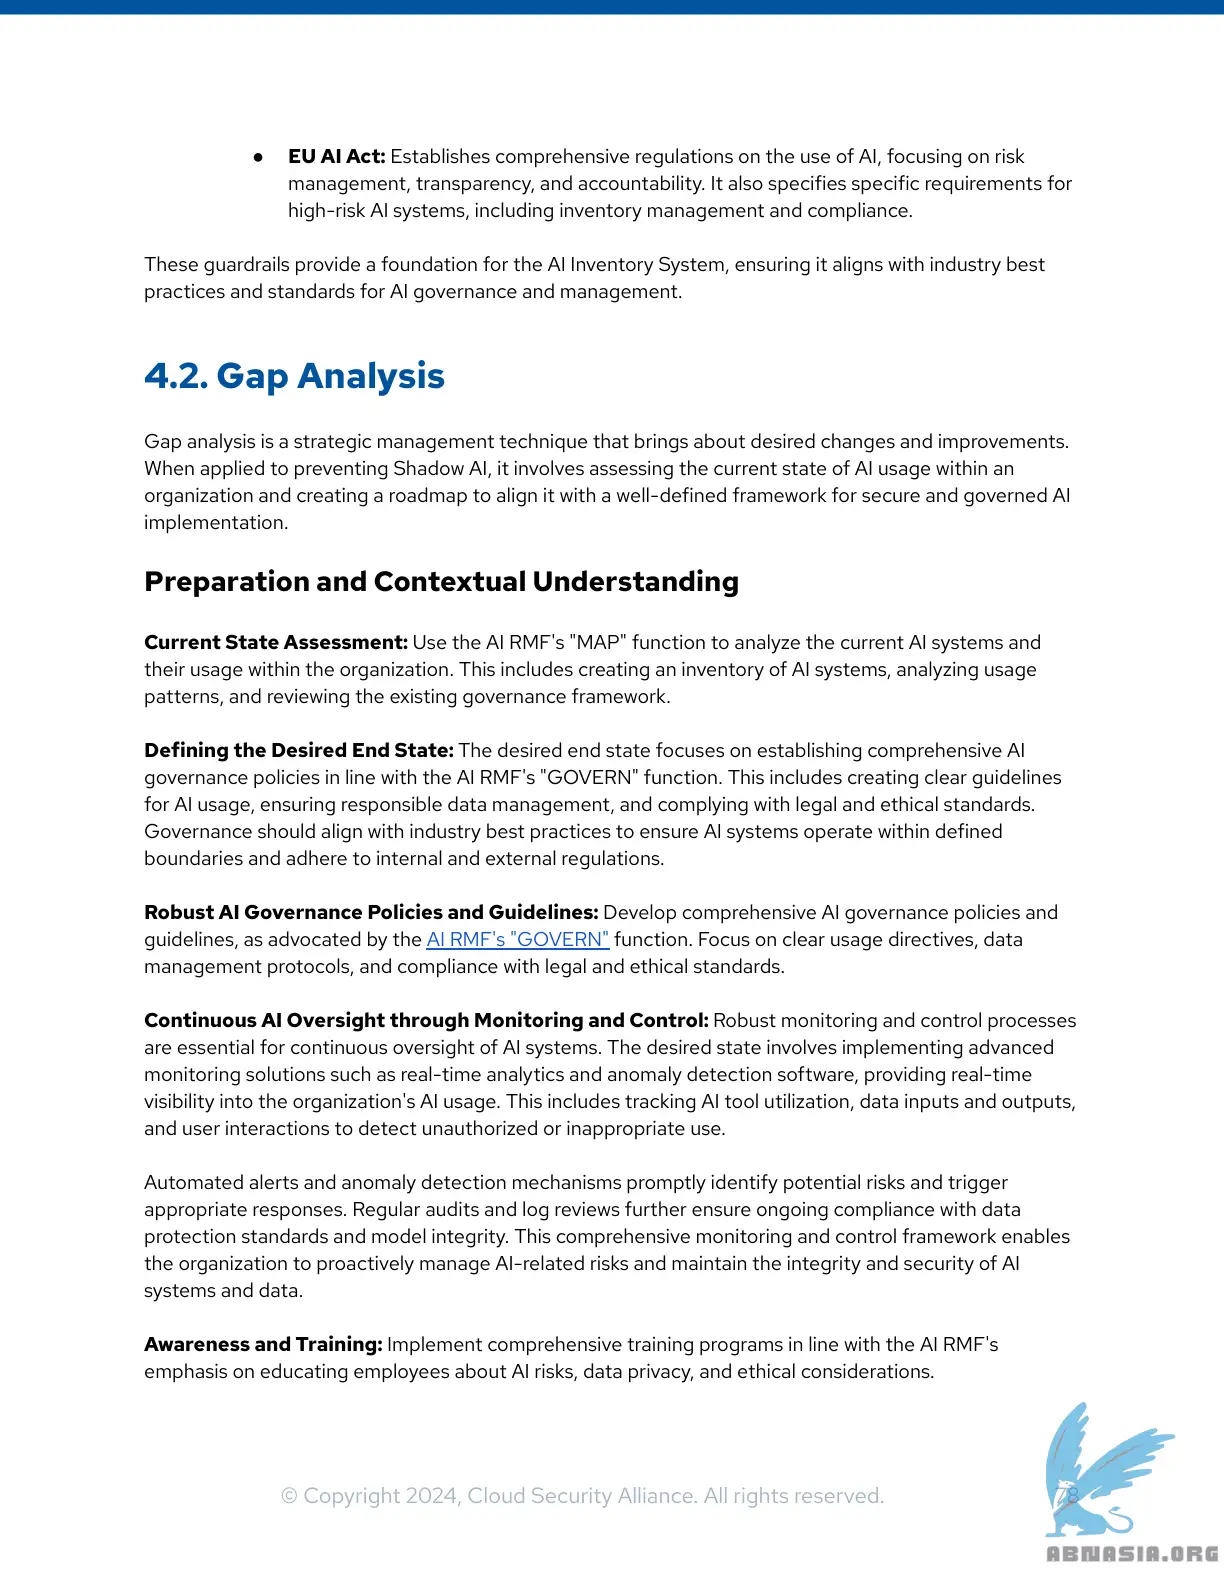 ● EU AI Act: Establishes comprehensive regulations on the use of AI, focusing on risk
management, transparency, and accountability. It also specifies specific requirements for
high-risk AI systems, including inventory management and compliance.
These guardrails provide a foundation for the AI Inventory System, ensuring it aligns with industry best
practices and standards for AI governance and management.
4.2. Gap Analysis
Gap analysis is a strategic management technique that brings about desired changes and improvements.
When applied to preventing Shadow AI, it involves assessing the current state of AI usage within an
organization and creating a roadmap to align it with a well-defined framework for secure and governed AI
implementation.
Preparation and Contextual Understanding
Current State Assessment: Use the AI RMF's "MAP" function to analyze the current AI systems and
their usage within the organization. This includes creating an inventory of AI systems, analyzing usage
patterns, and reviewing the existing governance framework.
Defining the Desired End State: The desired end state focuses on establishing comprehensive AI
governance policies in line with the AI RMF's "GOVERN" function. This includes creating clear guidelines
for AI usage, ensuring responsible data management, and complying with legal and ethical standards.
Governance should align with industry best practices to ensure AI systems operate within defined
boundaries and adhere to internal and external regulations.
Robust AI Governance Policies and Guidelines: Develop comprehensive AI governance policies and
guidelines, as advocated by the AI RMF's "GOVERN" function. Focus on clear usage directives, data
management protocols, and compliance with legal and ethical standards.
Continuous AI Oversight through Monitoring and Control: Robust monitoring and control processes
are essential for continuous oversight of AI systems. The desired state involves implementing advanced
monitoring solutions such as real-time analytics and anomaly detection software, providing real-time
visibility into the organization's AI usage. This includes tracking AI tool utilization, data inputs and outputs,
and user interactions to detect unauthorized or inappropriate use.
Automated alerts and anomaly detection mechanisms promptly identify potential risks and trigger
appropriate responses. Regular audits and log reviews further ensure ongoing compliance with data
protection standards and model integrity. This comprehensive monitoring and control framework enables
the organization to proactively manage AI-related risks and maintain the integrity and security of AI
systems and data.
Awareness and Training: Implement comprehensive training programs in line with the AI RMF's
emphasis on educating employees about AI risks, data privacy, and ethical considerations.
© Copyright 2024, Cloud Security Alliance. All rights reserved. 78
ABNASIA.ORG